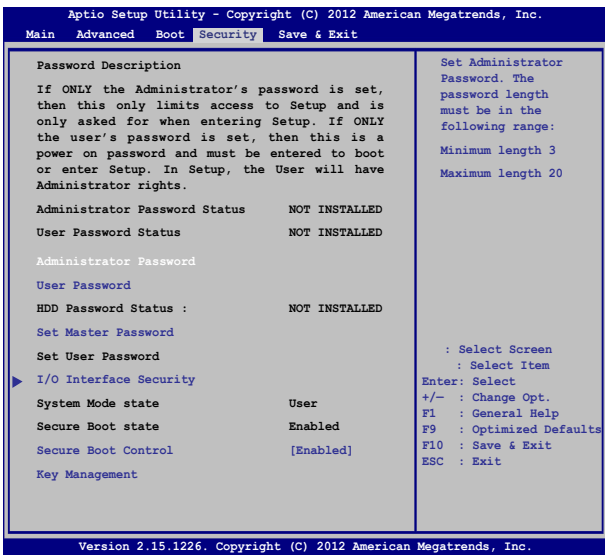 Aptio Setup Utility - Copyright (C) 2012 American Megatrends, Inc.
Main Advanced Boot Security Save & Exit
Password Description
If ONLY the Administrator's password is set,
then this only limits access to Setup and is
only asked for when entering Setup. If ONLY
the user's password is set, then this is a
power on password and must be entered to boot
or enter Setup. In Setup, the User will have
Administrator rights.
Administrator Password Status NOT INSTALLED
User Password Status NOT INSTALLED
Administrator Password
User Password
HDD Password Status : NOT INSTALLED
Set Master Password
Set User Password
I/O Interface Security
System Mode state User
Secure Boot state Enabled
Secure Boot Control [Enabled]
Key Management
Set Administrator
Password. The
password length
must be in the
following range:
Minimum length 3
Maximum length 20
: Select Screen
: Select Item
Enter: Select
+/— : Change Opt.
F1 : General Help
F9 : Optimized Defaults
F10 : Save & Exit
ESC : Exit
Version 2.15.1226. Copyright (C) 2012 American Megatrends, Inc.